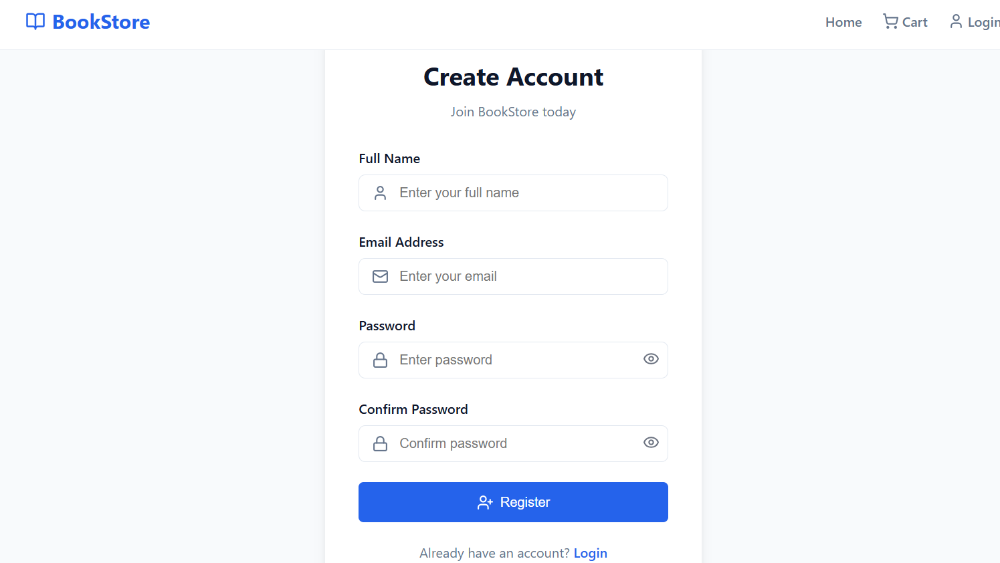 BookStore
Home Cart Login
Create Account
Join BookStore today
Full Name
Enter your full name
Email Address
Enter your email
Password
Enter password
Confirm Password
Confirm password
Register
Already have an account? Login